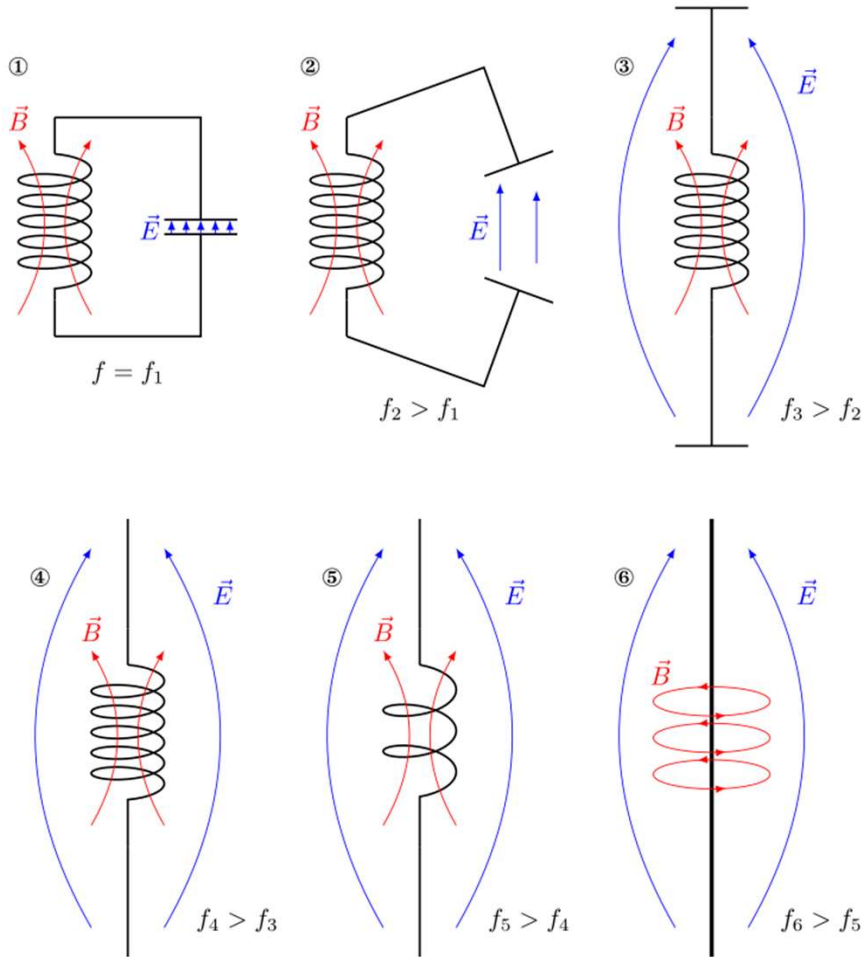 ①
B⃗
E⃗
f = f₁
②
B⃗
E⃗
f₂ > f₁
③
E⃗
B⃗
f₃ > f₂
④
E⃗
B⃗
f₄ > f₃
⑤
E⃗
B⃗
f₅ > f₄
⑥
E⃗
B⃗
f₆ > f₅